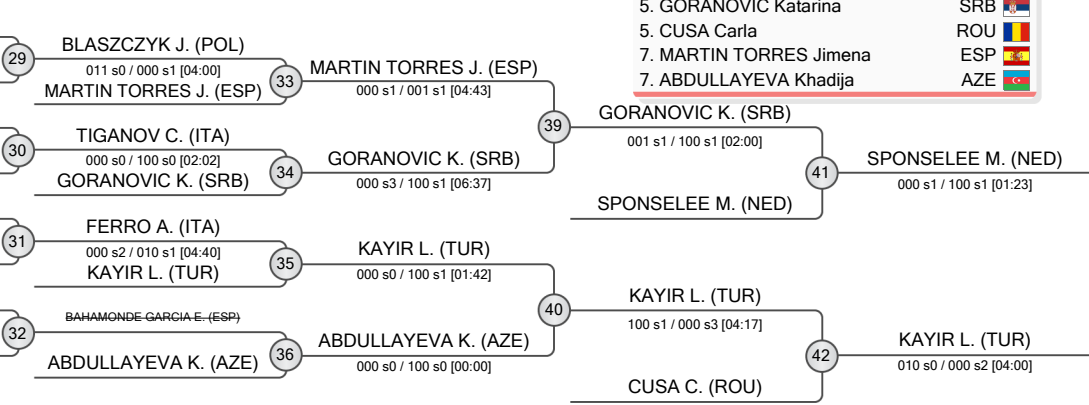 5. GORANOVIC Katarina SRB
5. CUSA Carla ROU
7. MARTIN TORRES Jimena ESP
7. ABDULLAYEVA Khadija AZE
29
BLASZCZYK J. (POL)
011 s0 / 000 s1 [04:00]
MARTIN TORRES J. (ESP)
33
MARTIN TORRES J. (ESP)
000 s1 / 001 s1 [04:43]
30
TIGANOV C. (ITA)
000 s0 / 100 s0 [02:02]
GORANOVIC K. (SRB)
34
GORANOVIC K. (SRB)
000 s3 / 100 s1 [06:37]
39
GORANOVIC K. (SRB)
001 s1 / 100 s1 [02:00]
SPONSELEE M. (NED)
41
SPONSELEE M. (NED)
000 s1 / 100 s1 [01:23]
31
FERRO A. (ITA)
000 s2 / 010 s1 [04:40]
KAYIR L. (TUR)
35
KAYIR L. (TUR)
000 s0 / 100 s1 [01:42]
32
BAHAMONDE GARCIA E. (ESP)
ABDULLAYEVA K. (AZE)
36
ABDULLAYEVA K. (AZE)
000 s0 / 100 s0 [00:00]
40
KAYIR L. (TUR)
100 s1 / 000 s3 [04:17]
CUSA C. (ROU)
42
KAYIR L. (TUR)
010 s0 / 000 s2 [04:00]